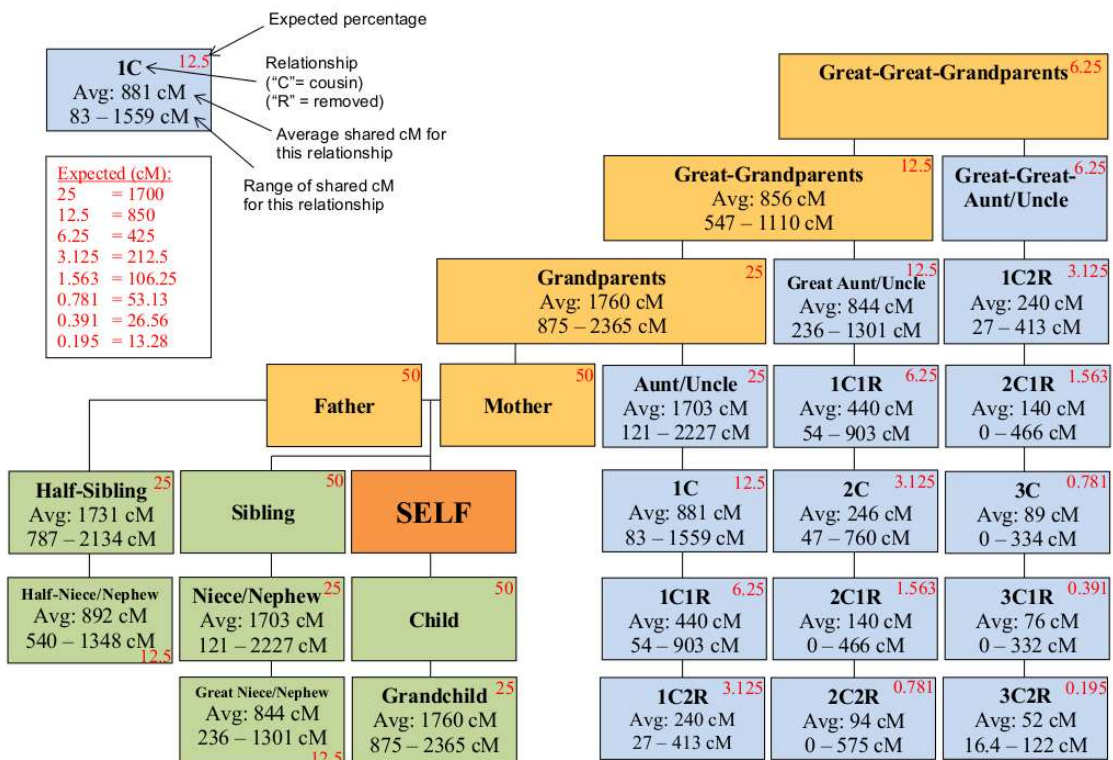 Expected percentage
1C 12.5
Avg: 881 cM
83 – 1559 cM
Relationship
("C"= cousin)
("R" = removed)
Average shared cM for
this relationship
Range of shared cM
for this relationship
Expected (cM):
25 = 1700
12.5 = 850
6.25 = 425
3.125 = 212.5
1.563 = 106.25
0.781 = 53.13
0.391 = 26.56
0.195 = 13.28
Great-Great-Grandparents 6.25
Great-Grandparents 12.5
Avg: 856 cM
547 – 1110 cM
Great-Great-
Aunt/Uncle
6.25
Grandparents 25
Avg: 1760 cM
875 – 2365 cM
Great Aunt/Uncle 12.5
Avg: 844 cM
236 – 1301 cM
1C2R 3.125
Avg: 240 cM
27 – 413 cM
Father 50
Mother 50
Aunt/Uncle 25
Avg: 1703 cM
121 – 2227 cM
1C1R 6.25
Avg: 440 cM
54 – 903 cM
2C1R 1.563
Avg: 140 cM
0 – 466 cM
Half-Sibling 25
Avg: 1731 cM
787 – 2134 cM
Sibling 50
SELF
1C 12.5
Avg: 881 cM
83 – 1559 cM
2C 3.125
Avg: 246 cM
47 – 760 cM
3C 0.781
Avg: 89 cM
0 – 334 cM
Half-Niece/Nephew
Avg: 892 cM
540 – 1348 cM
12.5
Niece/Nephew 25
Avg: 1703 cM
121 – 2227 cM
Child 50
1C1R 6.25
Avg: 440 cM
54 – 903 cM
2C1R 1.563
Avg: 140 cM
0 – 466 cM
3C1R 0.391
Avg: 76 cM
0 – 332 cM
Great Niece/Nephew
Avg: 844 cM
236 – 1301 cM
12.5
Grandchild 25
Avg: 1760 cM
875 – 2365 cM
1C2R 3.125
Avg: 240 cM
27 – 413 cM
2C2R 0.781
Avg: 94 cM
0 – 575 cM
3C2R 0.195
Avg: 52 cM
16.4 – 122 cM